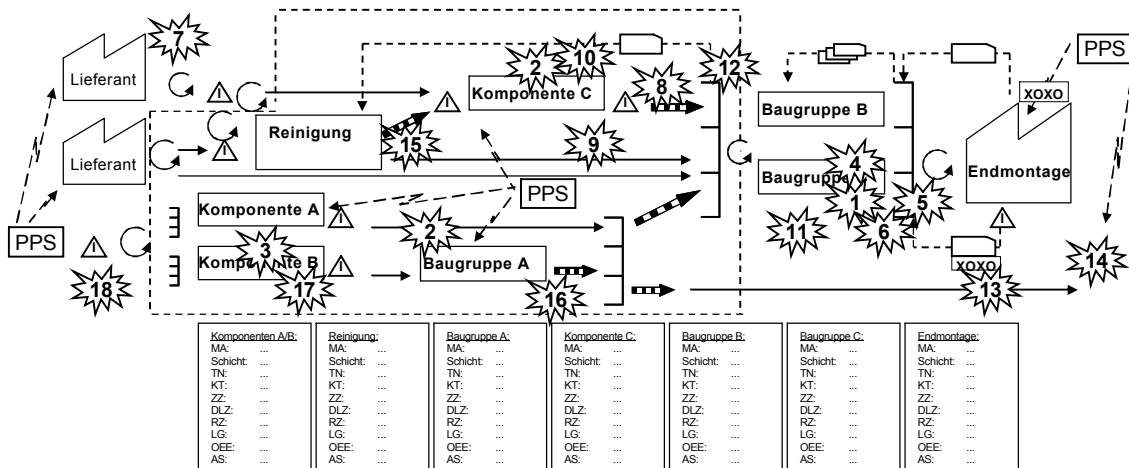 7
Lieferant
I
2
10
Komponente C
I
I
8
12
Baugruppe B
PPS
XOXO
Endmontage
Lieferant
I
Reinigung
15
9
PPS
4
Baugruppe
1
5
6
11
I
PPS
Komponente A
I
2
3
Komponente B
I
17
Baugruppe A
16
I
18
XOXO
13
14
Komponenten A/B:
MA: ...
Schicht: ...
TN: ...
KT: ...
ZZ: ...
DLZ: ...
RZ: ...
LG: ...
OEE: ...
AS: ...
Reinigung:
MA: ...
Schicht: ...
TN: ...
KT: ...
ZZ: ...
DLZ: ...
RZ: ...
LG: ...
OEE: ...
AS: ...
Baugruppe A:
MA: ...
Schicht: ...
TN: ...
KT: ...
ZZ: ...
DLZ: ...
RZ: ...
LG: ...
OEE: ...
AS: ...
Komponente C:
MA: ...
Schicht: ...
TN: ...
KT: ...
ZZ: ...
DLZ: ...
RZ: ...
LG: ...
OEE: ...
AS: ...
Baugruppe B:
MA: ...
Schicht: ...
TN: ...
KT: ...
ZZ: ...
DLZ: ...
RZ: ...
LG: ...
OEE: ...
AS: ...
Baugruppe C:
MA: ...
Schicht: ...
TN: ...
KT: ...
ZZ: ...
DLZ: ...
RZ: ...
LG: ...
OEE: ...
AS: ...
Endmontage:
MA: ...
Schicht: ...
TN: ...
KT: ...
ZZ: ...
DLZ: ...
RZ: ...
LG: ...
OEE: ...
AS: ...